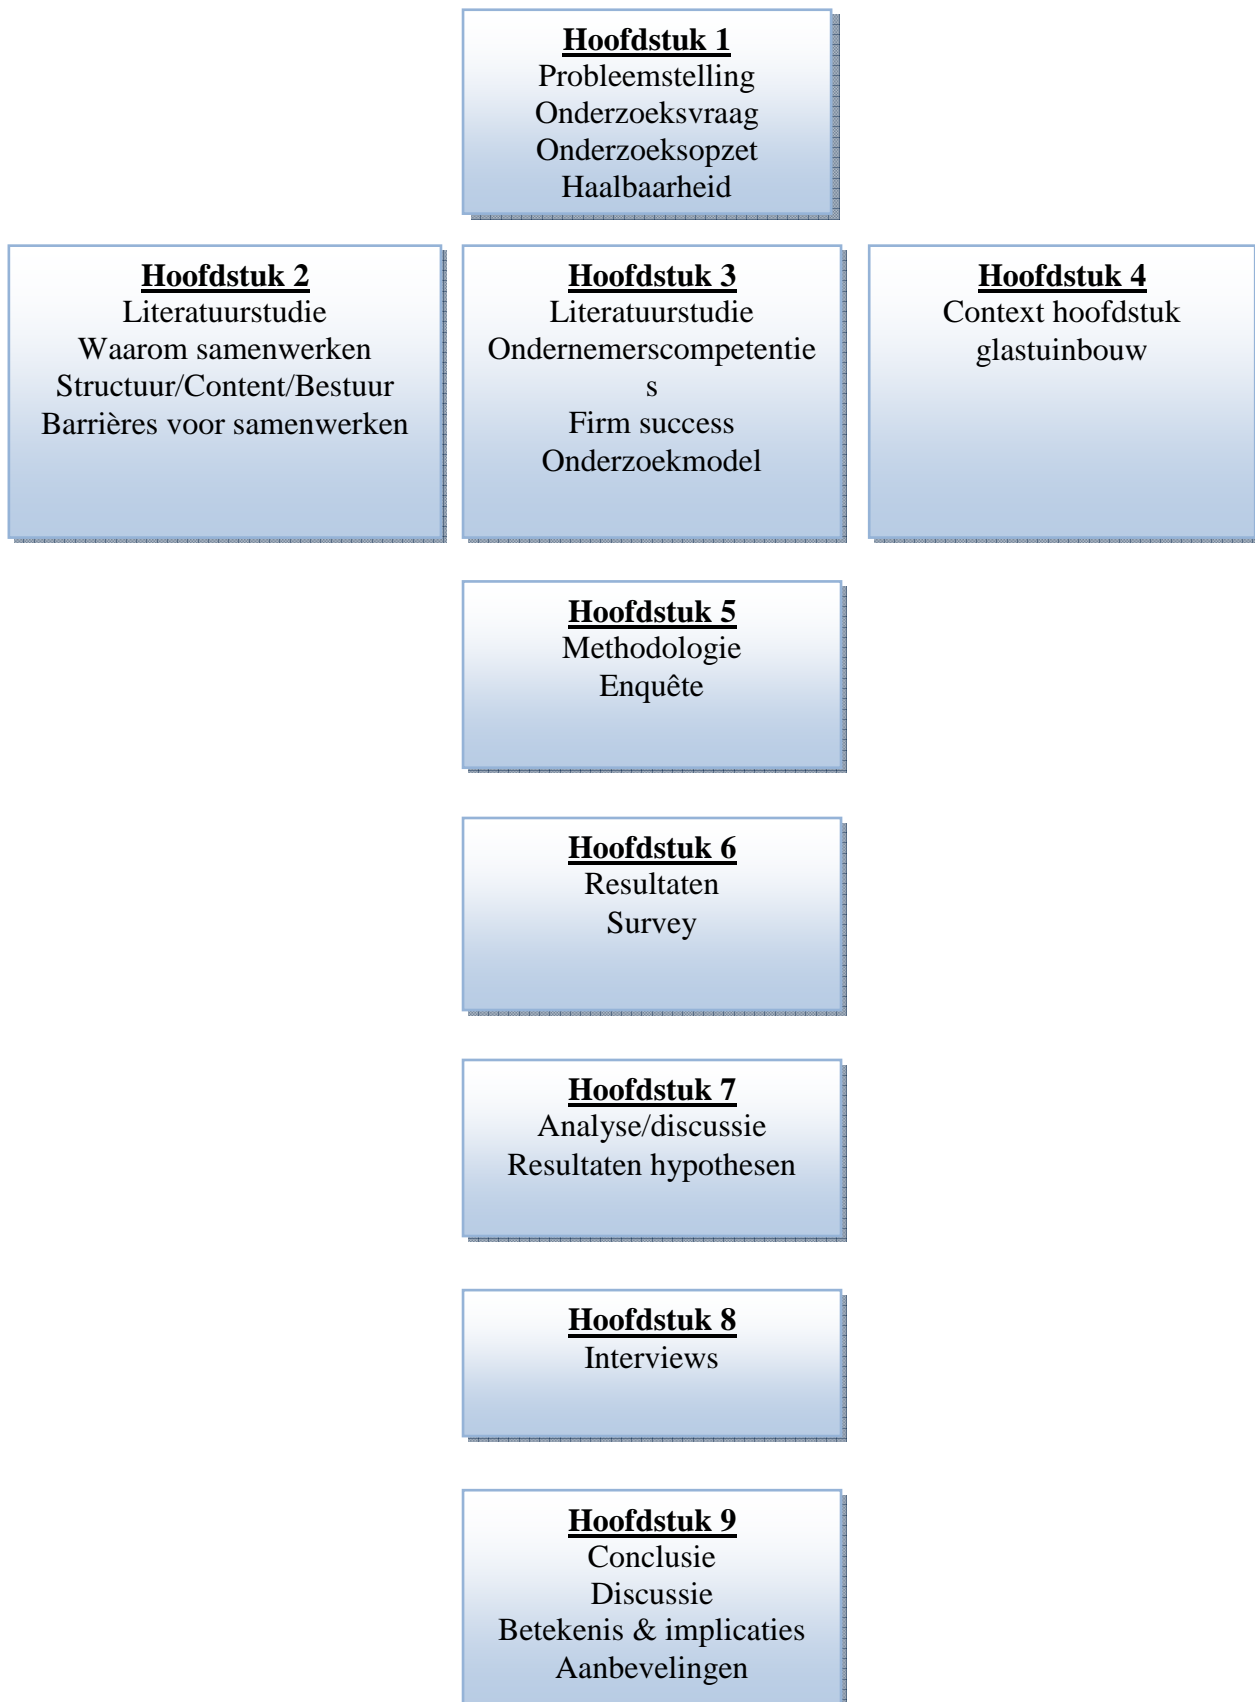 Hoofdstuk 1
Probleemstelling
Onderzoeksvraag
Onderzoeksopzet
Haalbaarheid
Hoofdstuk 2
Literatuurstudie
Waarom samenwerken
Structuur/Content/Bestuur
Barrières voor samenwerken
Hoofdstuk 3
Literatuurstudie
Ondernemerscompetentie
s
Firm success
Onderzoekmodel
Hoofdstuk 4
Context hoofdstuk
glastuinbouw
Hoofdstuk 5
Methodologie
Enquête
Hoofdstuk 6
Resultaten
Survey
Hoofdstuk 7
Analyse/discussie
Resultaten hypothesen
Hoofdstuk 8
Interviews
Hoofdstuk 9
Conclusie
Discussie
Betekenis & implicaties
Aanbevelingen